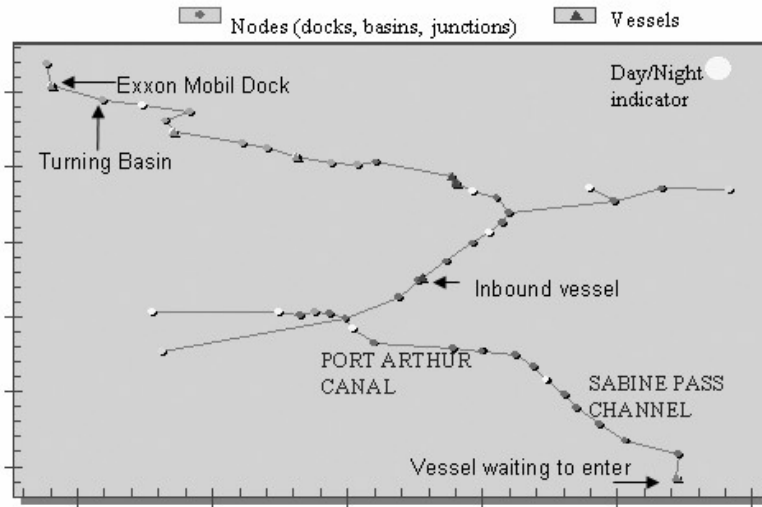 Nodes (docks, basins, junctions)
Vessels
Exxon Mobil Dock
Day/Night
indicator
Turning Basin
Inbound vessel
PORT ARTHUR
CANAL
SABINE PASS
CHANNEL
Vessel waiting to enter